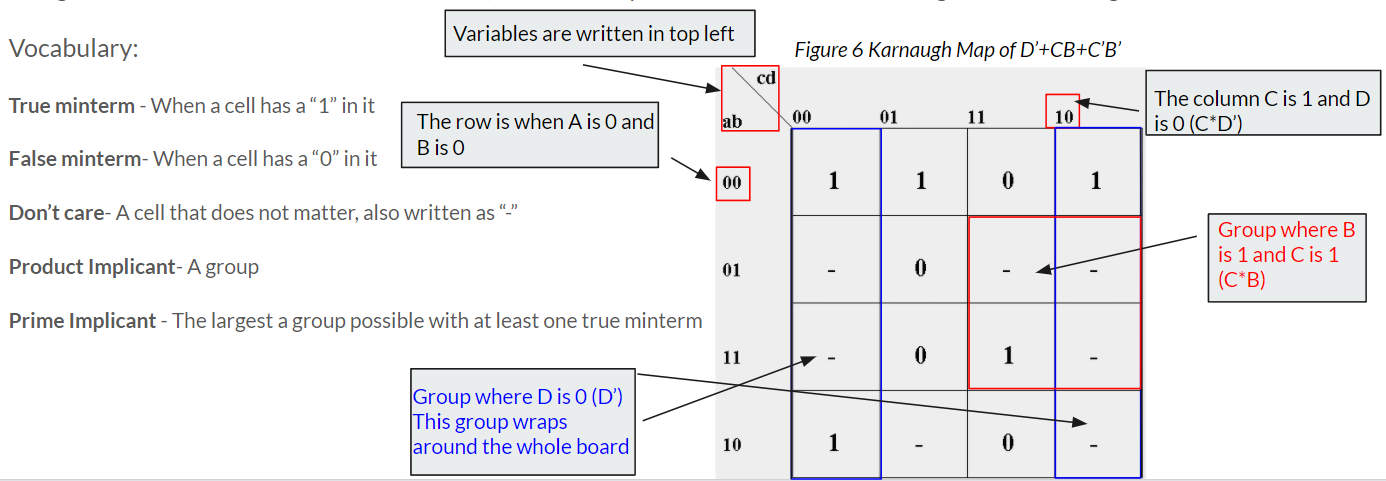 Vocabulary:
True minterm - When a cell has a “1” in it
False minterm- When a cell has a “0” in it
Don’t care- A cell that does not matter, also written as “-”
Product Implicant- A group
Prime Implicant - The largest a group possible with at least one true minterm
Variables are written in top left
The row is when A is 0 and
B is 0
Figure 6 Karnaugh Map of D’+CB+C’B’
The column C is 1 and D
is 0 (C*D’)
cd
ab
00 01 11 10
00 1 1 0 1
01 - 0 - -
11 - 0 1 -
10 1 - 0 -
Group where B
is 1 and C is 1
(C*B)
Group where D is 0 (D’)
This group wraps
around the whole board